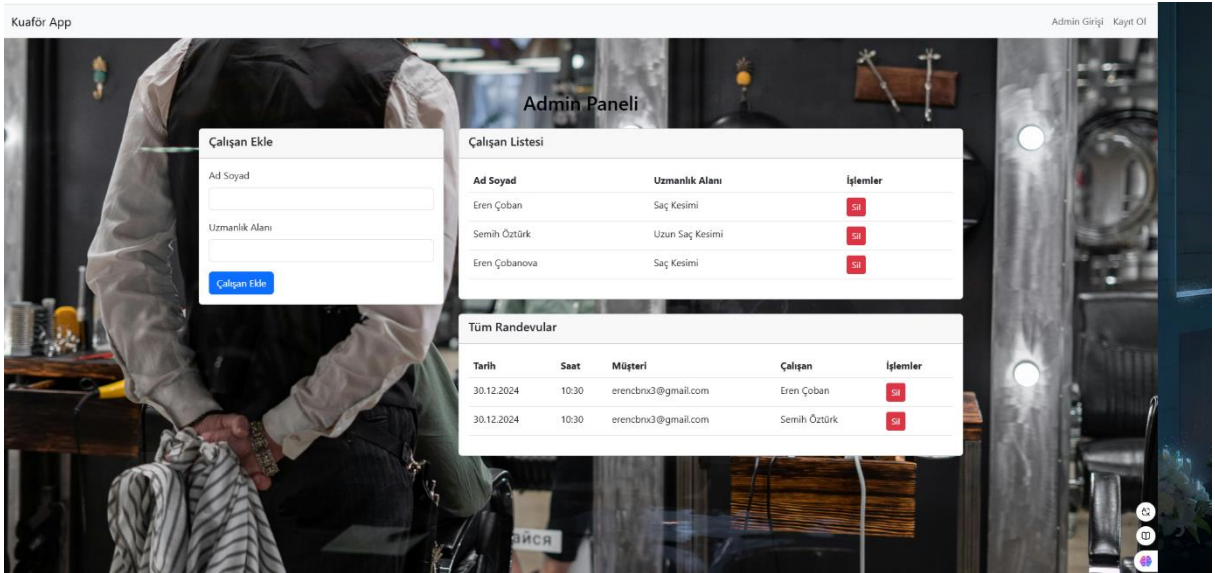 Kuaför App
Admin Girişi Kayıt Ol
Admin Paneli
Çalışan Ekle
Ad Soyad
Uzmanlık Alanı
Çalışan Ekle
Çalışan Listesi
Ad Soyad Uzmanlık Alanı İşlemler
Eren Çoban Saç Kesimi Sil
Semih Öztürk Uzun Saç Kesimi Sil
Eren Çobanova Saç Kesimi Sil
Tüm Randevular
Tarih Saat Müşteri Çalışan İşlemler
30.12.2024 10:30 erencbnx3@gmail.com Eren Çoban Sil
30.12.2024 10:30 erencbnx3@gmail.com Semih Öztürk Sil
айся